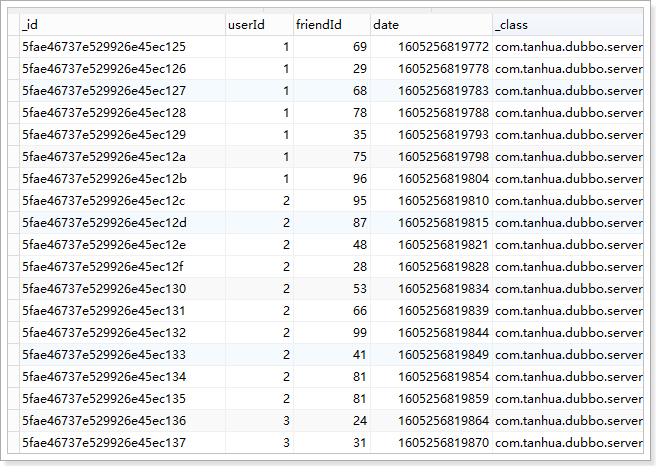 _id userId friendId date _class
5fae46737e529926e45ec125 1 69 1605256819772 com.tanhua.dubbo.server
5fae46737e529926e45ec126 1 29 1605256819778 com.tanhua.dubbo.server
5fae46737e529926e45ec127 1 68 1605256819783 com.tanhua.dubbo.server
5fae46737e529926e45ec128 1 78 1605256819788 com.tanhua.dubbo.server
5fae46737e529926e45ec129 1 35 1605256819793 com.tanhua.dubbo.server
5fae46737e529926e45ec12a 1 75 1605256819798 com.tanhua.dubbo.server
5fae46737e529926e45ec12b 1 96 1605256819804 com.tanhua.dubbo.server
5fae46737e529926e45ec12c 2 95 1605256819810 com.tanhua.dubbo.server
5fae46737e529926e45ec12d 2 87 1605256819815 com.tanhua.dubbo.server
5fae46737e529926e45ec12e 2 48 1605256819821 com.tanhua.dubbo.server
5fae46737e529926e45ec12f 2 28 1605256819828 com.tanhua.dubbo.server
5fae46737e529926e45ec130 2 53 1605256819834 com.tanhua.dubbo.server
5fae46737e529926e45ec131 2 66 1605256819839 com.tanhua.dubbo.server
5fae46737e529926e45ec132 2 99 1605256819844 com.tanhua.dubbo.server
5fae46737e529926e45ec133 2 41 1605256819849 com.tanhua.dubbo.server
5fae46737e529926e45ec134 2 81 1605256819854 com.tanhua.dubbo.server
5fae46737e529926e45ec135 2 81 1605256819859 com.tanhua.dubbo.server
5fae46737e529926e45ec136 3 24 1605256819864 com.tanhua.dubbo.server
5fae46737e529926e45ec137 3 31 1605256819870 com.tanhua.dubbo.server